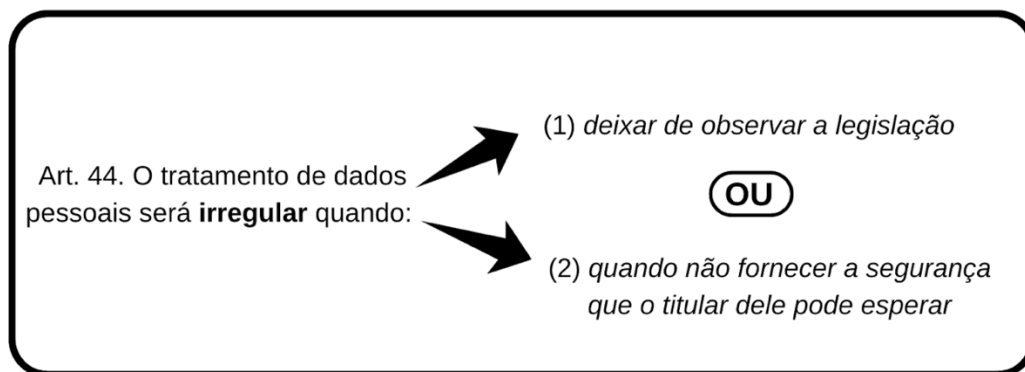 Art. 44. O tratamento de dados
pessoais será irregular quando:
(1) deixar de observar a legislação
OU
(2) quando não fornecer a segurança
que o titular dele pode esperar